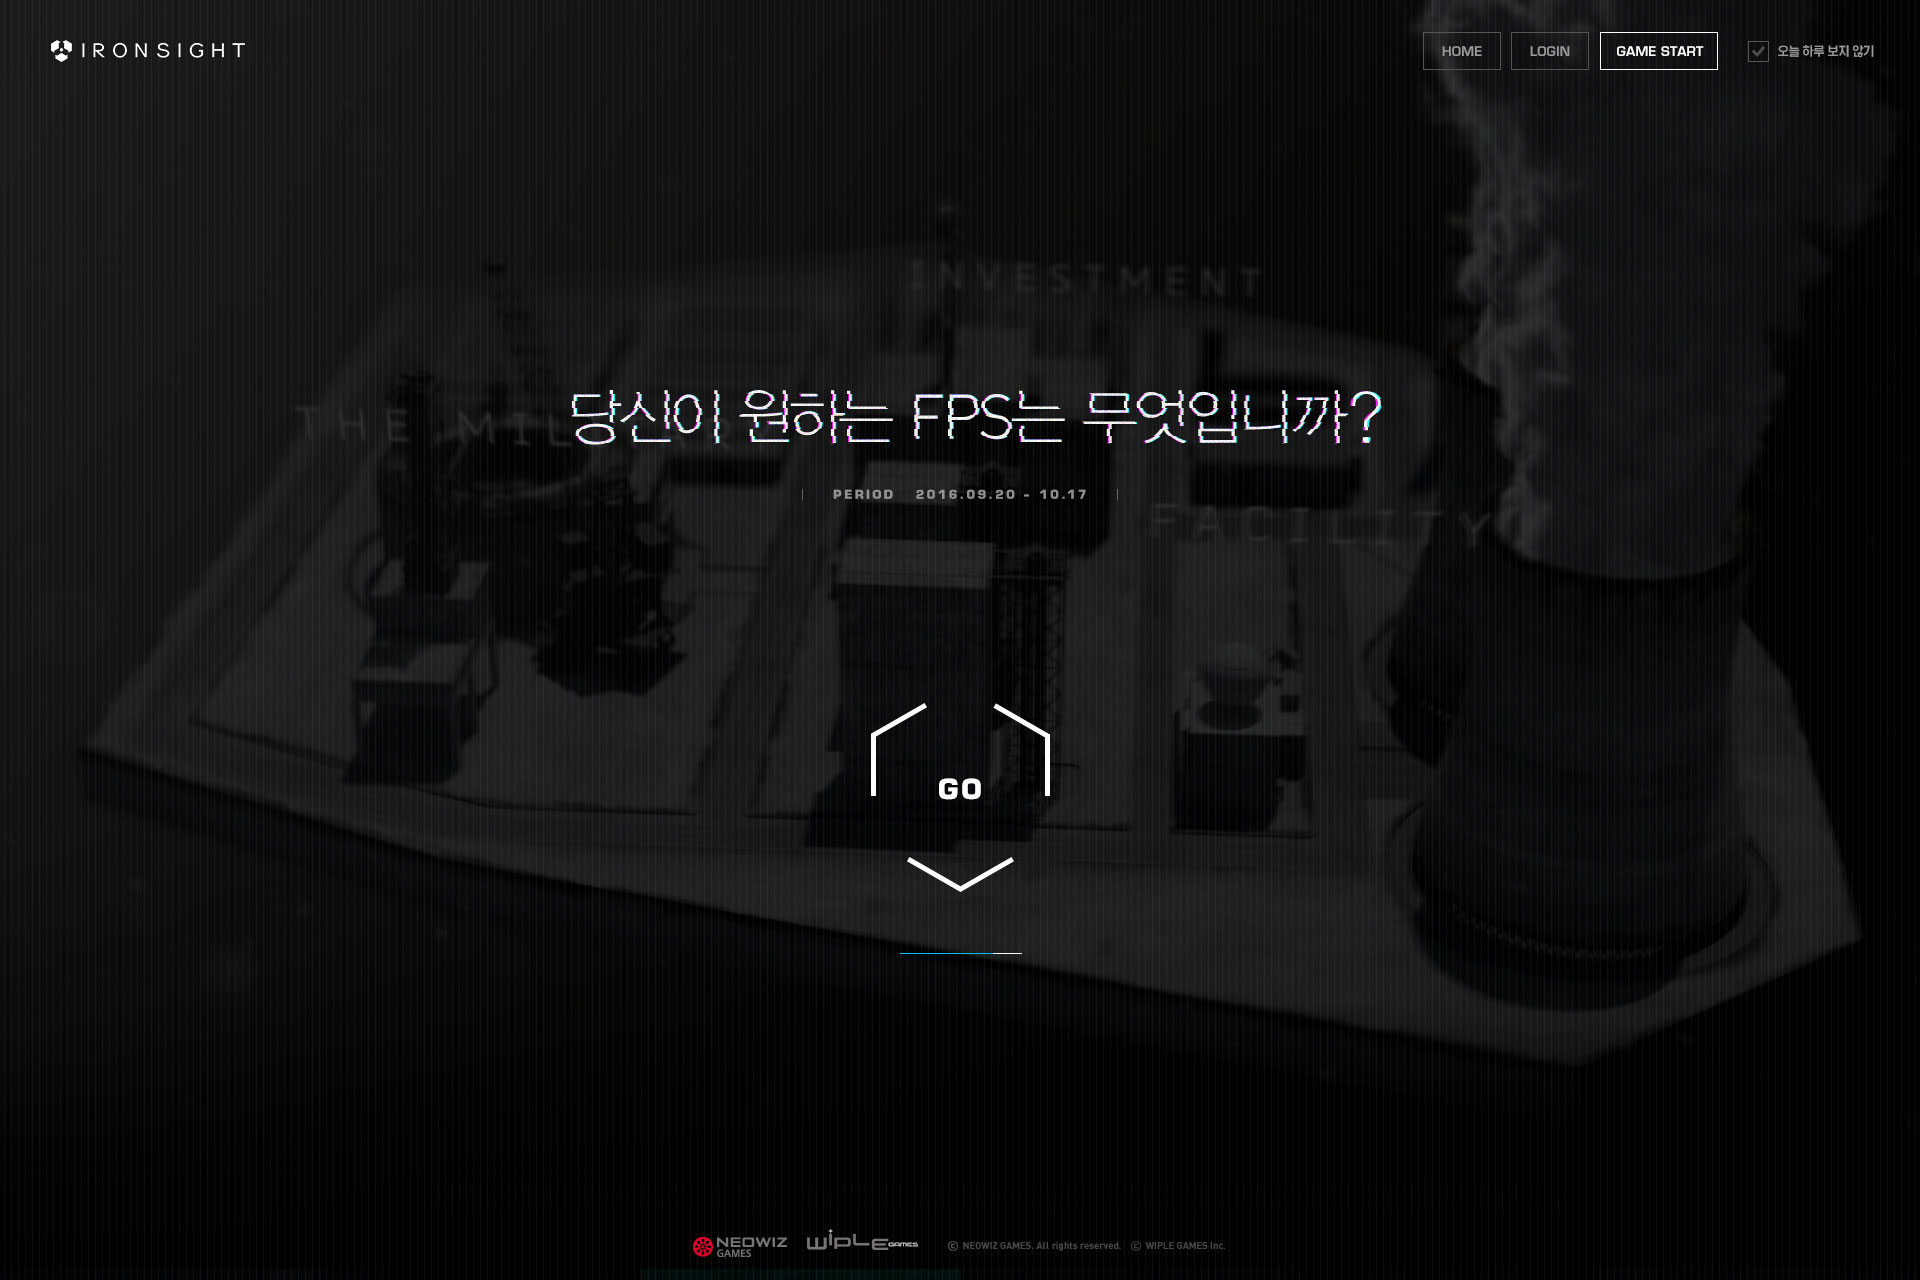 IRONSIGHT
HOME
LOGIN
GAME START
오늘 하루 보지 않기
INVESTMENT
THE MILITARY
당신이 원하는 FPS는 무엇입니까?
PERIOD 2016.09.20 - 10.17
FACILITY
GO
NEOWIZ GAMES
WiPLE GAMES
ⓒ NEOWIZ GAMES. All rights reserved. ⓒ WIPLE GAMES Inc.